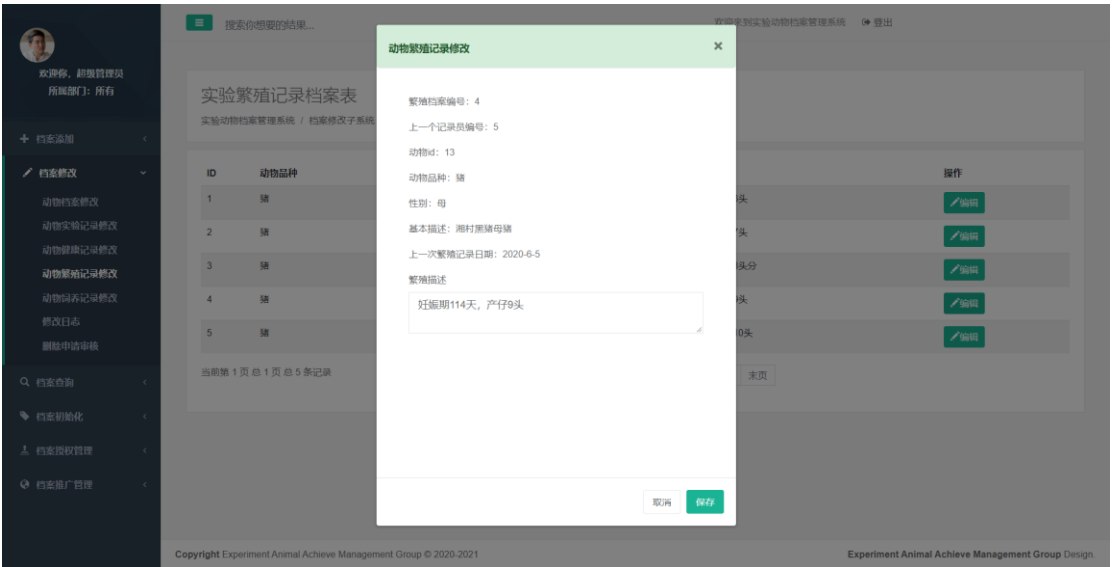 搜索你想要的结果...
欢迎来到实验动物档案管理系统 登出
欢迎你，超级管理员
所属部门：所有
档案添加
档案修改
动物档案修改
动物实验记录修改
动物健康记录修改
动物繁殖记录修改
动物饲养记录修改
修改日志
删除申请审核
档案查询
档案初始化
档案授权管理
档案推广管理
实验繁殖记录档案表
实验动物档案管理系统 / 档案修改子系统
ID 动物品种 操作
1 猪 头 编辑
2 猪 头 编辑
3 猪 头分 编辑
4 猪 头 编辑
5 猪 0头 编辑
当前第 1 页 总 1 页 总 5 条记录
末页
动物繁殖记录修改 ×
繁殖档案编号：4
上一个记录员编号：5
动物id：13
动物品种：猪
性别：母
基本描述：湘村黑猪母猪
上一次繁殖记录日期：2020-6-5
繁殖描述
妊娠期114天，产仔9头
取消 保存
Copyright Experiment Animal Achieve Management Group © 2020-2021
Experiment Animal Achieve Management Group Design.